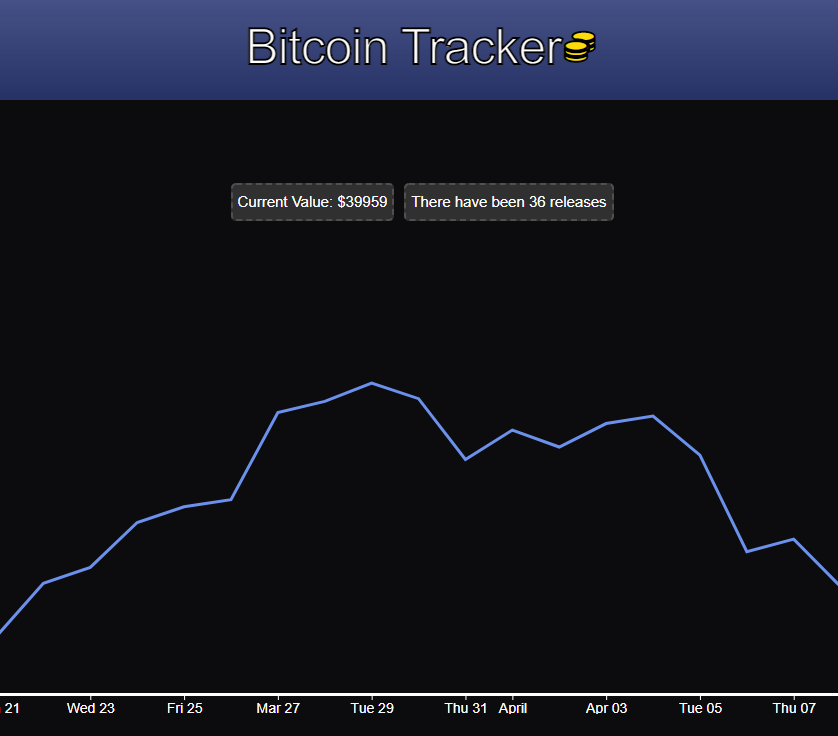 Bitcoin Tracker
Current Value: $39959
There have been 36 releases
21 Wed 23 Fri 25 Mar 27 Tue 29 Thu 31 April Apr 03 Tue 05 Thu 07